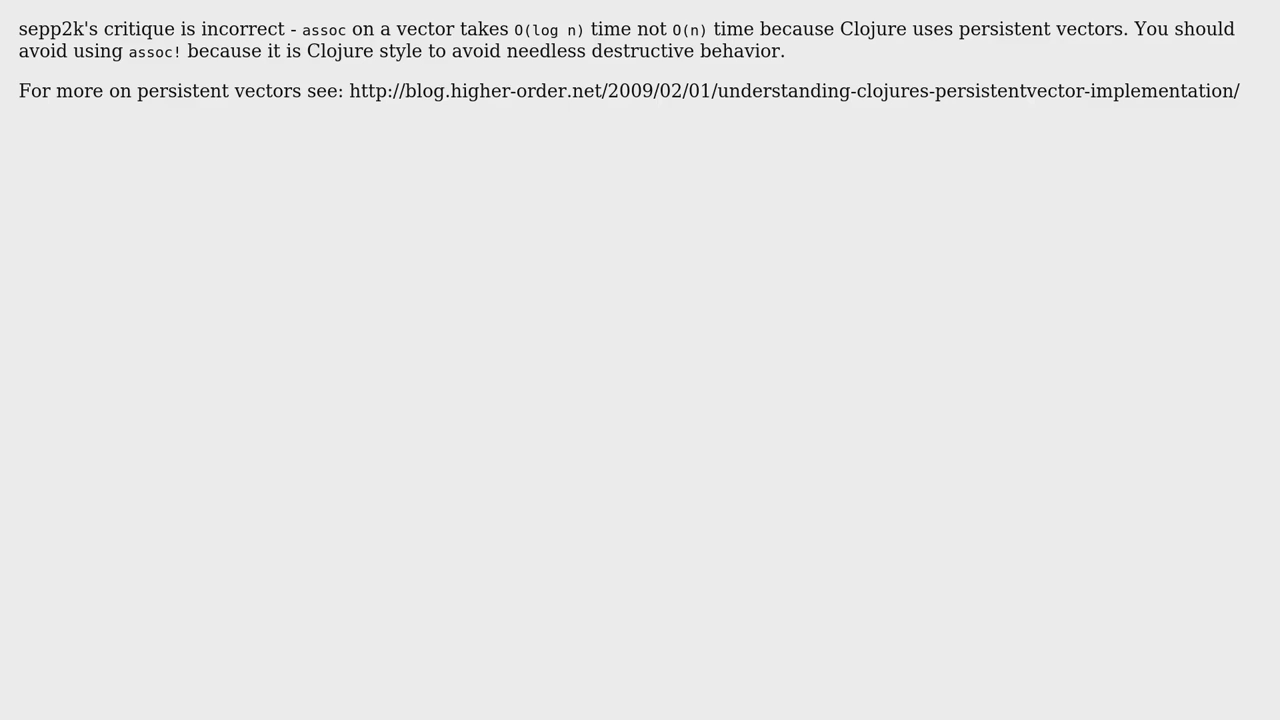 sepp2k's critique is incorrect - assoc on a vector takes O(log n) time not O(n) time because Clojure uses persistent vectors. You should
avoid using assoc! because it is Clojure style to avoid needless destructive behavior.
For more on persistent vectors see: http://blog.higher-order.net/2009/02/01/understanding-clojures-persistentvector-implementation/